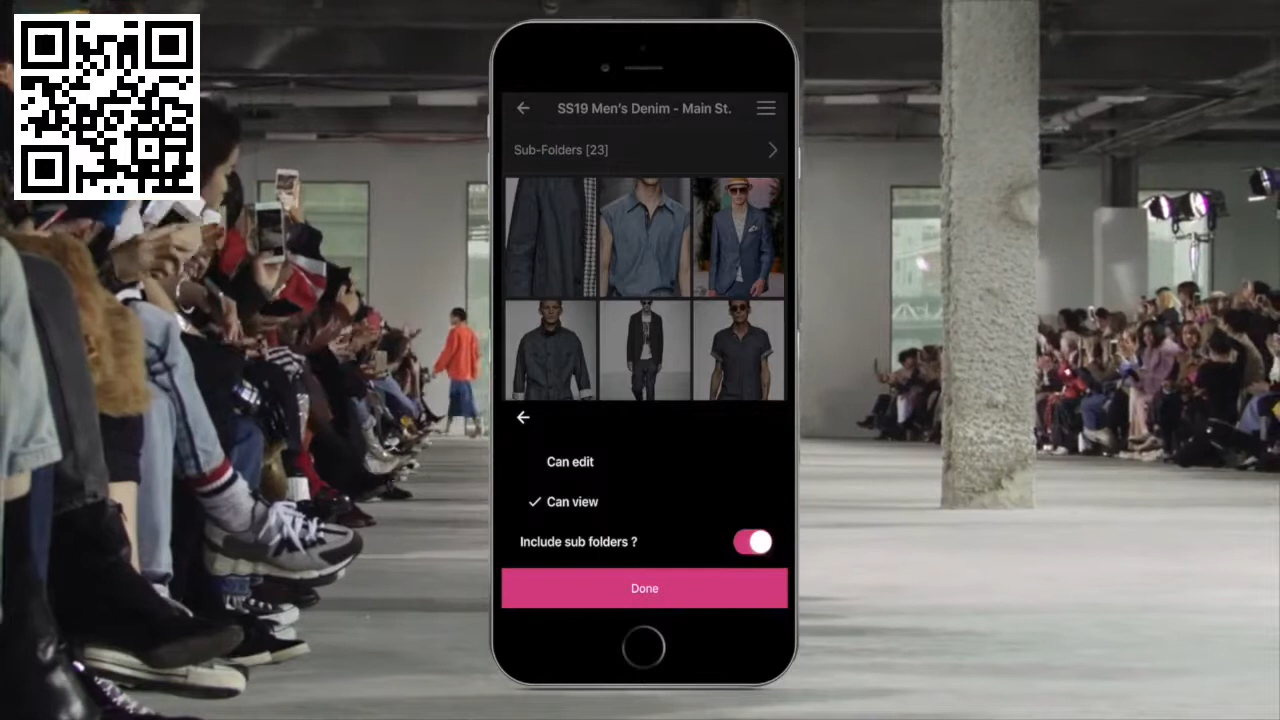 SS19 Men's Denim - Main St.
Sub-Folders [23]
Can edit
Can view
Include sub folders ?
Done